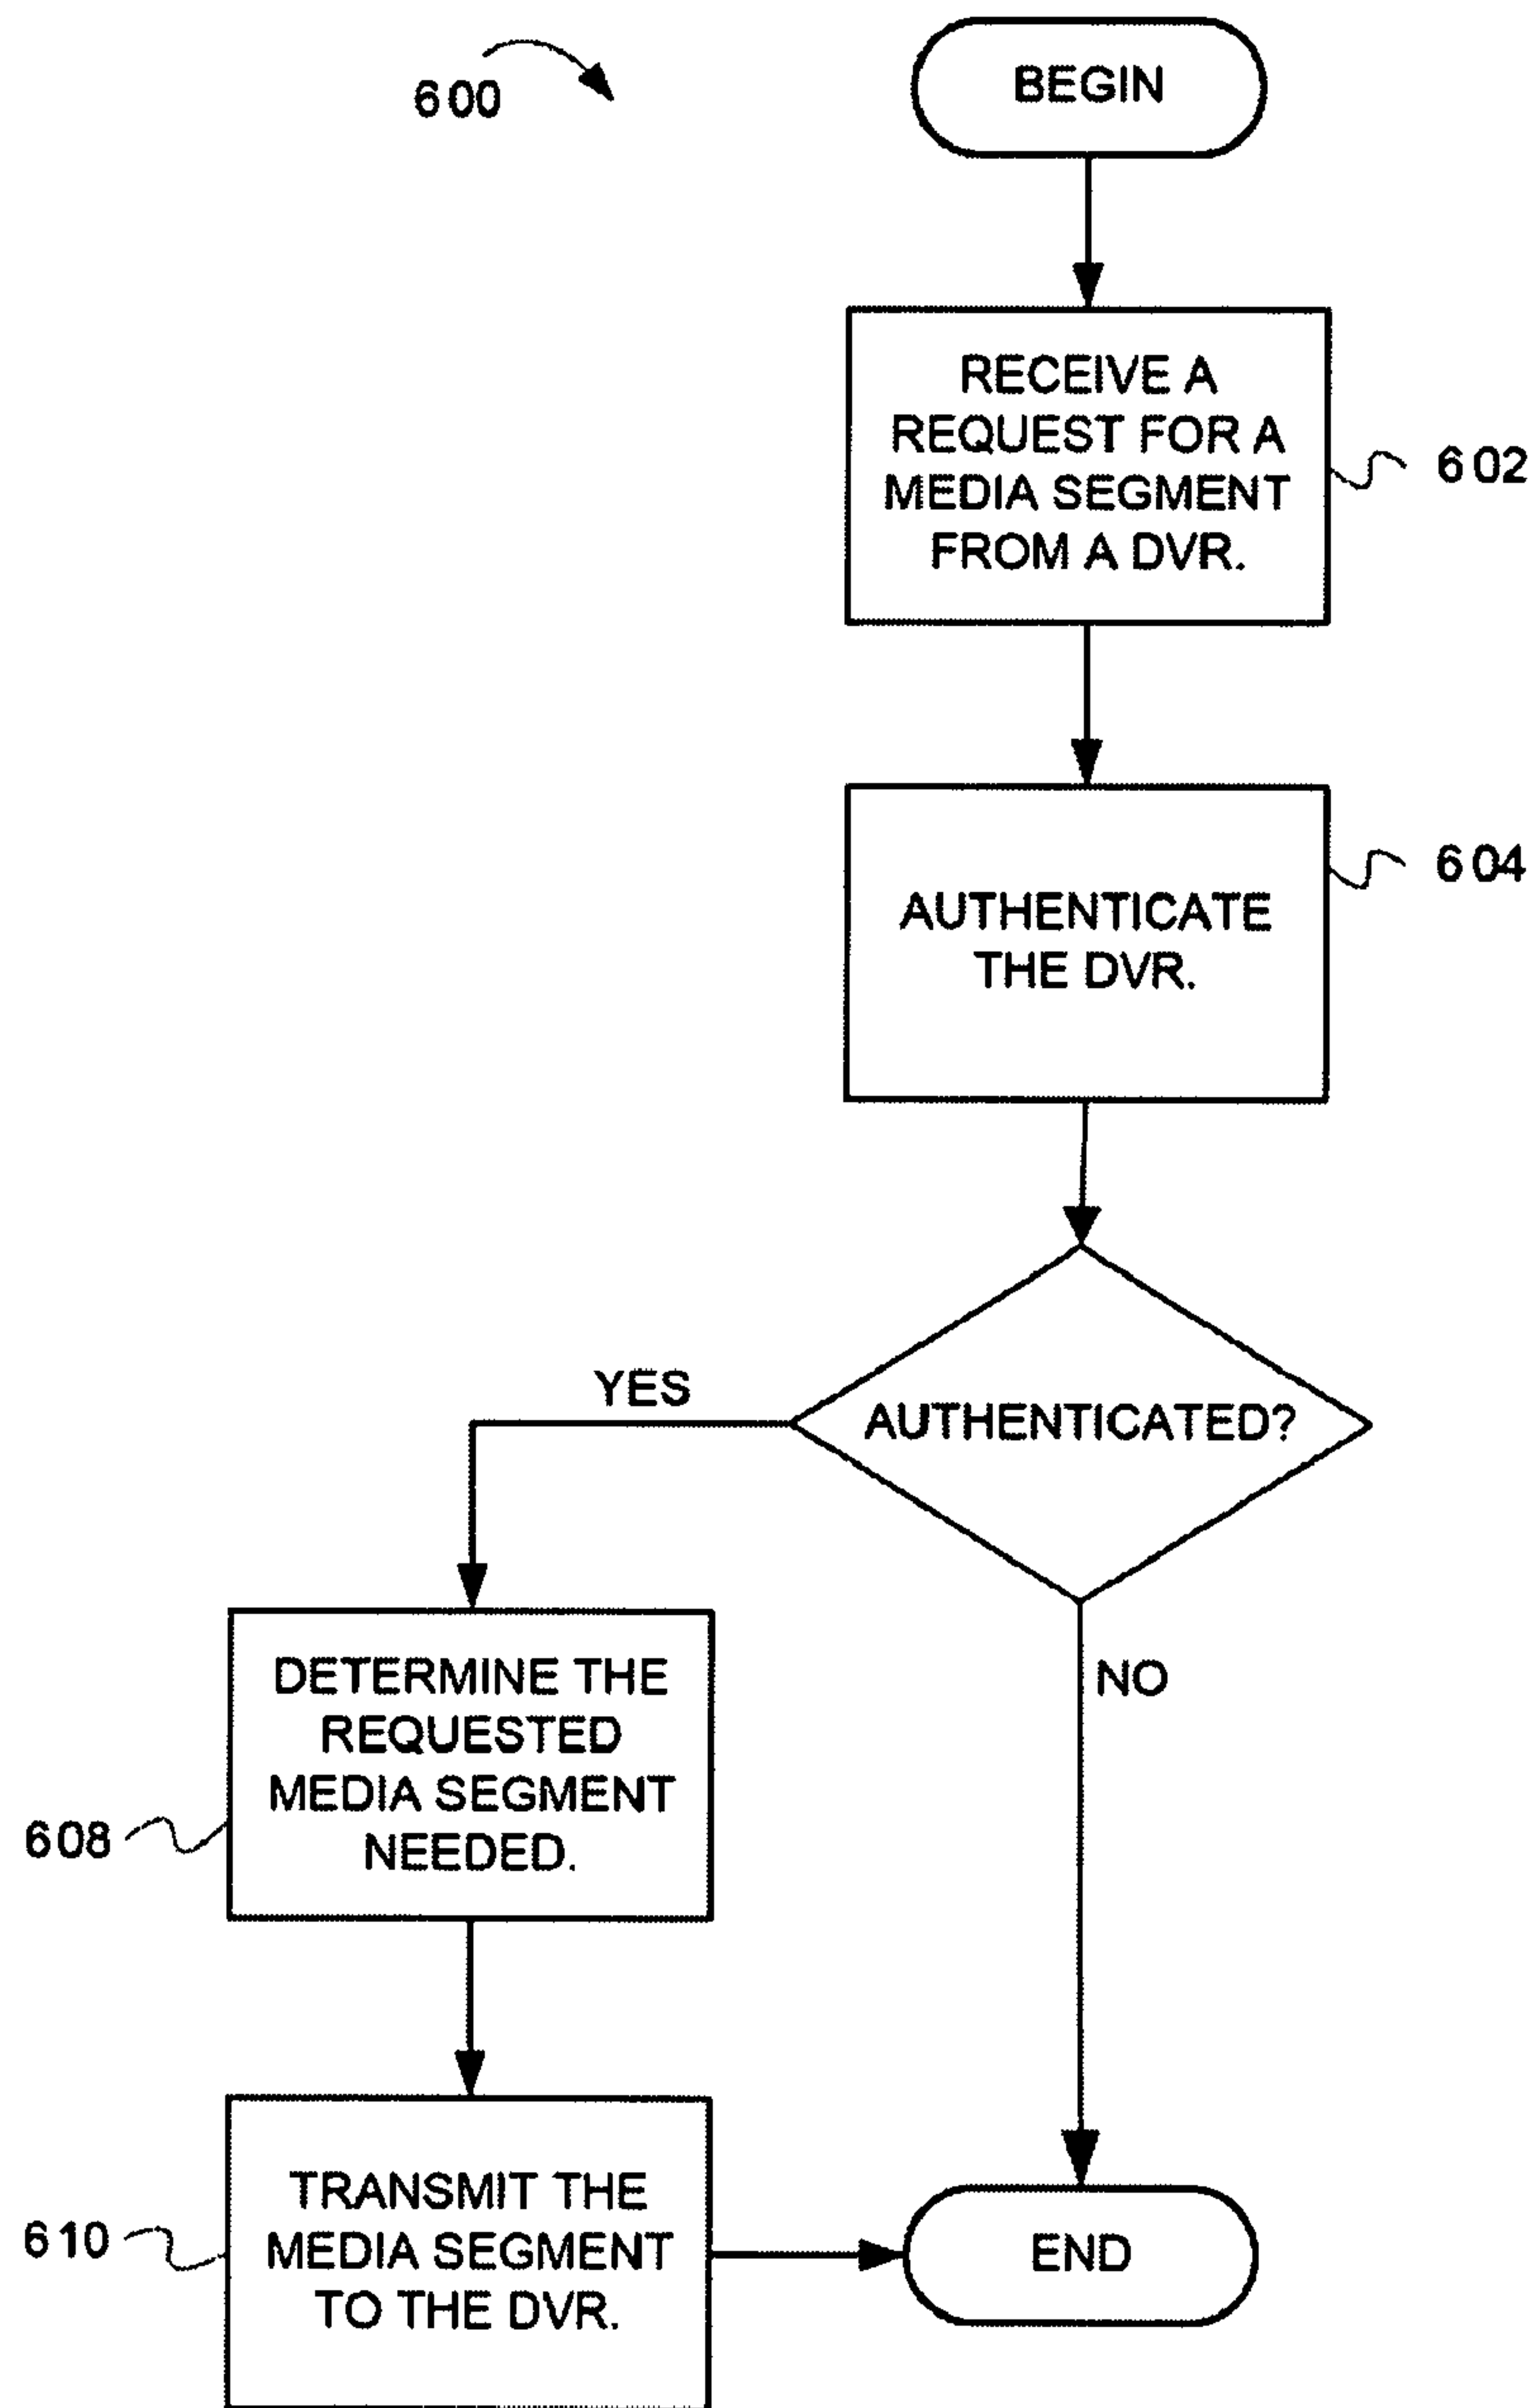 600
BEGIN
RECEIVE A
REQUEST FOR A
MEDIA SEGMENT
FROM A DVR.
602
AUTHENTICATE
THE DVR.
604
AUTHENTICATED?
YES
NO
DETERMINE THE
REQUESTED
MEDIA SEGMENT
NEEDED.
608
TRANSMIT THE
MEDIA SEGMENT
TO THE DVR.
610
END